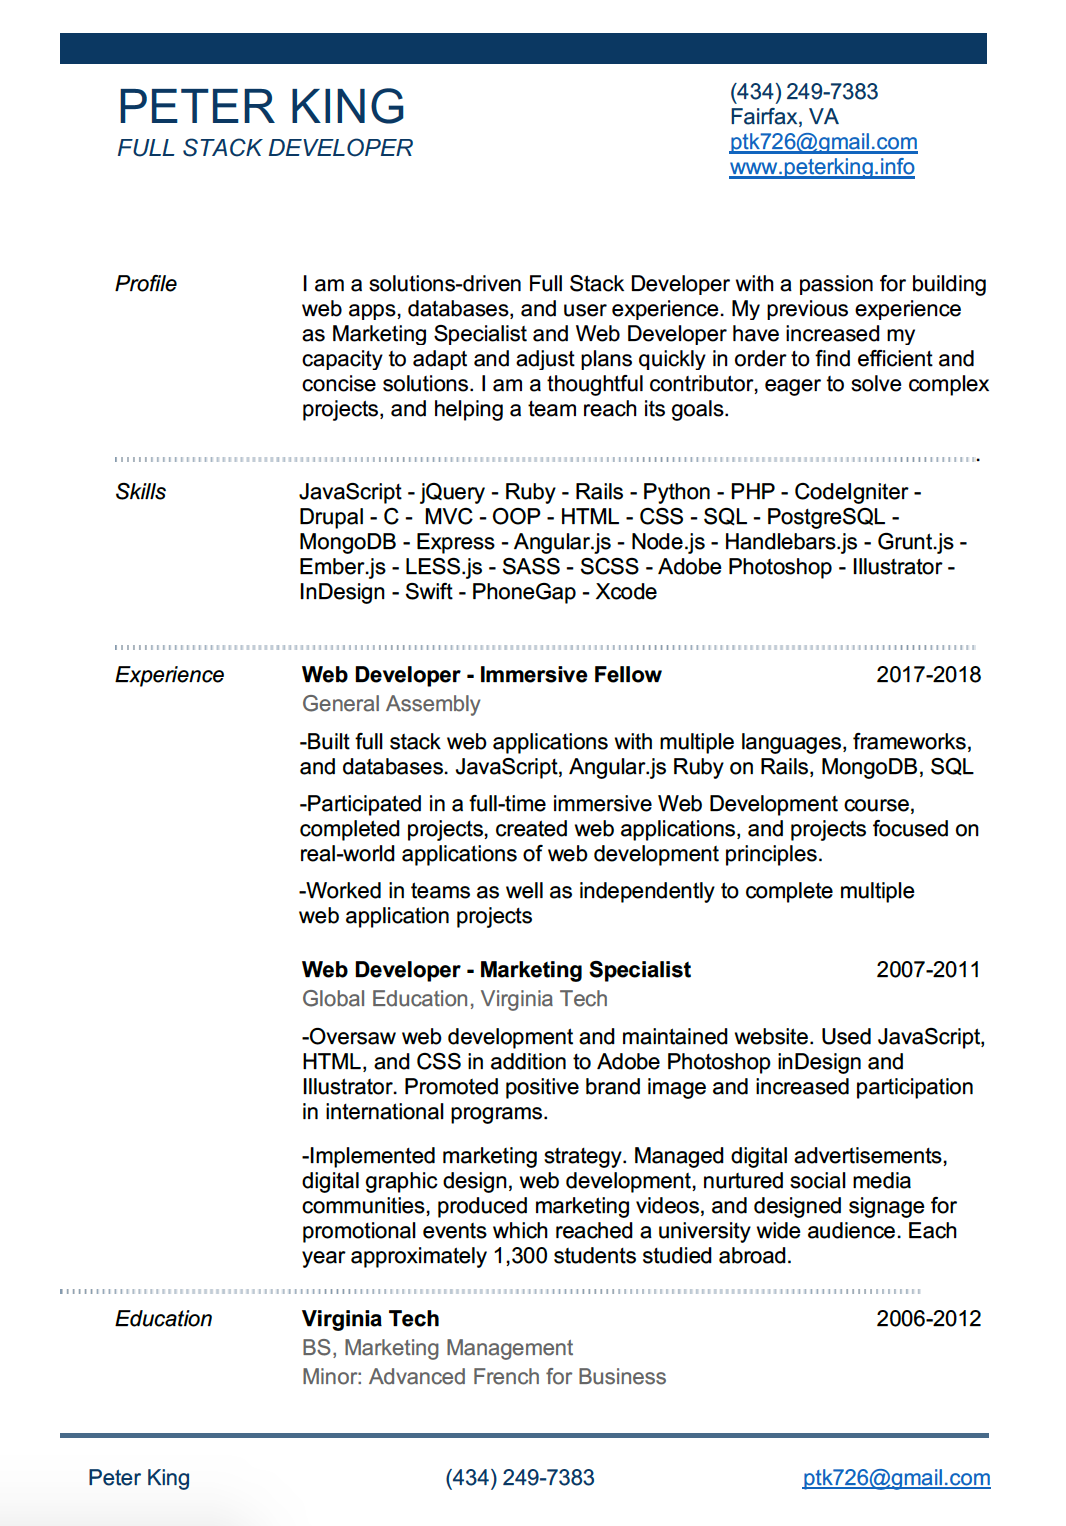 PETER KING
FULL STACK DEVELOPER
(434) 249-7383
Fairfax, VA
ptk726@gmail.com
www.peterking.info
Profile
I am a solutions-driven Full Stack Developer with a passion for building
web apps, databases, and user experience. My previous experience
as Marketing Specialist and Web Developer have increased my
capacity to adapt and adjust plans quickly in order to find efficient and
concise solutions. I am a thoughtful contributor, eager to solve complex
projects, and helping a team reach its goals.
.
Skills
JavaScript - jQuery - Ruby - Rails - Python - PHP - CodeIgniter -
Drupal - C -  MVC - OOP - HTML - CSS - SQL - PostgreSQL -
MongoDB - Express - Angular.js - Node.js - Handlebars.js - Grunt.js -
Ember.js - LESS.js - SASS - SCSS - Adobe Photoshop - Illustrator -
InDesign - Swift - PhoneGap - Xcode
Experience
Web Developer - Immersive Fellow 2017-2018
General Assembly
-Built full stack web applications with multiple languages, frameworks,
and databases. JavaScript, Angular.js Ruby on Rails, MongoDB, SQL
-Participated in a full-time immersive Web Development course,
completed projects, created web applications, and projects focused on
real-world applications of web development principles.
-Worked in teams as well as independently to complete multiple
web application projects
Web Developer - Marketing Specialist 2007-2011
Global Education, Virginia Tech
-Oversaw web development and maintained website. Used JavaScript,
HTML, and CSS in addition to Adobe Photoshop inDesign and
Illustrator. Promoted positive brand image and increased participation
in international programs.
-Implemented marketing strategy. Managed digital advertisements,
digital graphic design, web development, nurtured social media
communities, produced marketing videos, and designed signage for
promotional events which reached a university wide audience. Each
year approximately 1,300 students studied abroad.
Education
Virginia Tech 2006-2012
BS, Marketing Management
Minor: Advanced French for Business
Peter King (434) 249-7383 ptk726@gmail.com